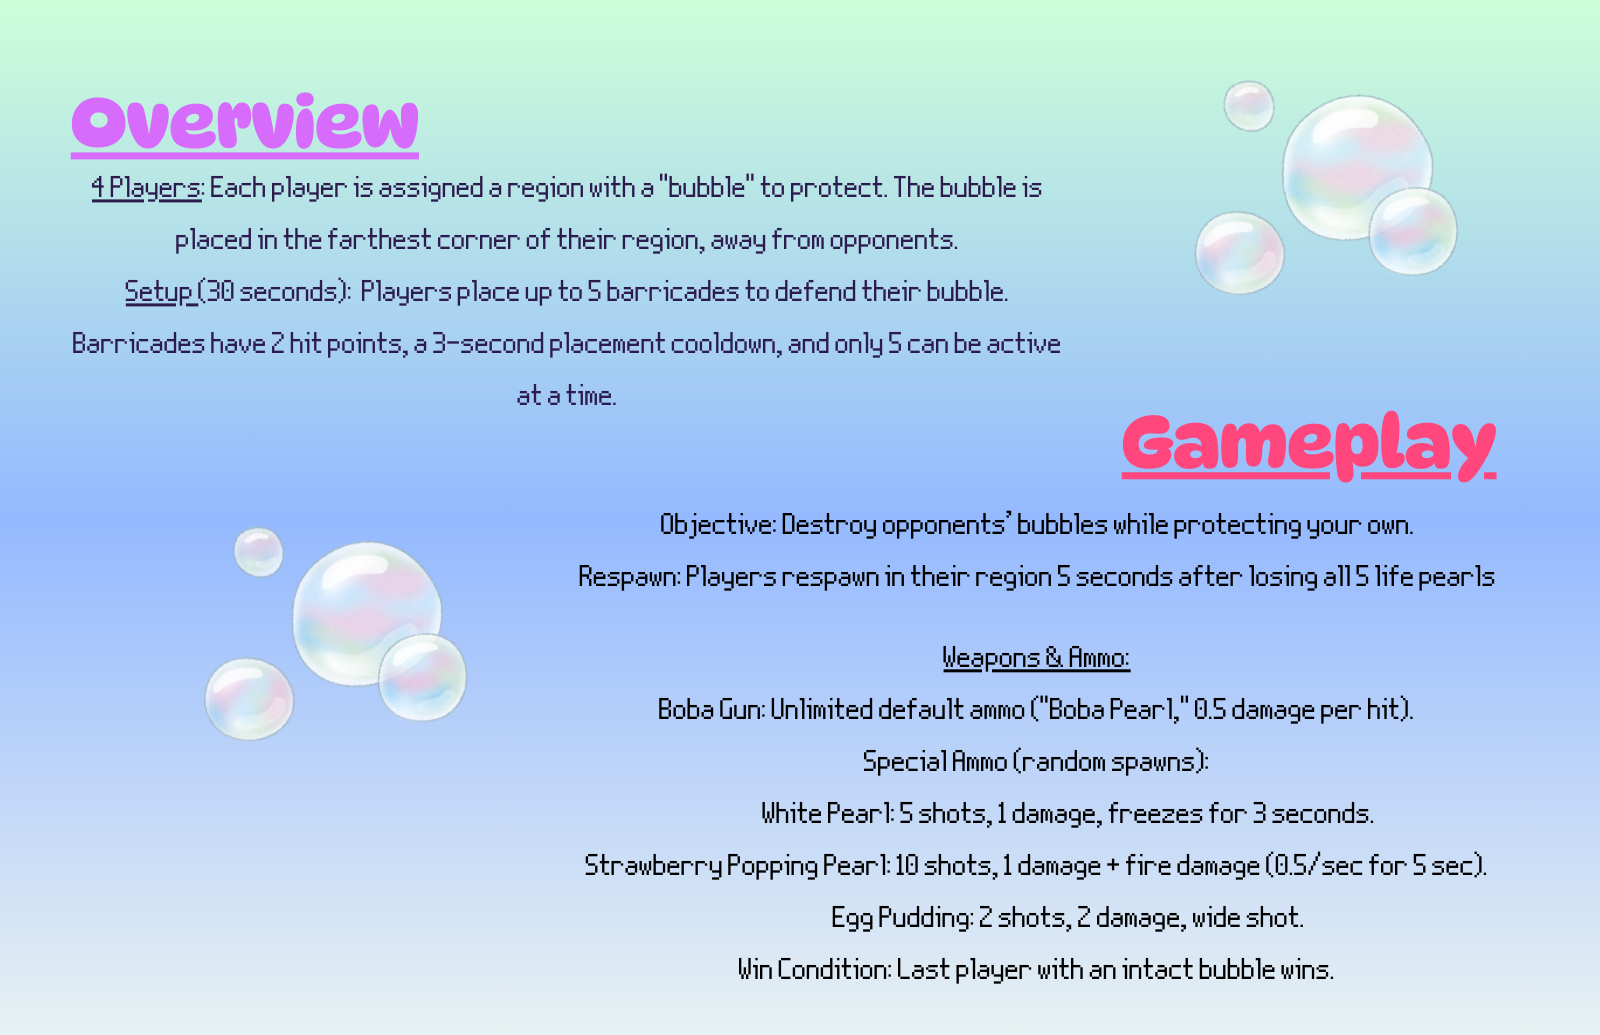 Overview
4 Players: Each player is assigned a region with a "bubble" to protect. The bubble is
placed in the farthest corner of their region, away from opponents.
Setup (30 seconds): Players place up to 5 barricades to defend their bubble.
Barricades have 2 hit points, a 3-second placement cooldown, and only 5 can be active
at a time.
Gameplay
Objective: Destroy opponents’ bubbles while protecting your own.
Respawn: Players respawn in their region 5 seconds after losing all 5 life pearls
Weapons & Ammo:
Boba Gun: Unlimited default ammo ("Boba Pearl," 0.5 damage per hit).
Special Ammo (random spawns):
White Pearl: 5 shots, 1 damage, freezes for 3 seconds.
Strawberry Popping Pearl: 10 shots, 1 damage + fire damage (0.5/sec for 5 sec).
Egg Pudding: 2 shots, 2 damage, wide shot.
Win Condition: Last player with an intact bubble wins.